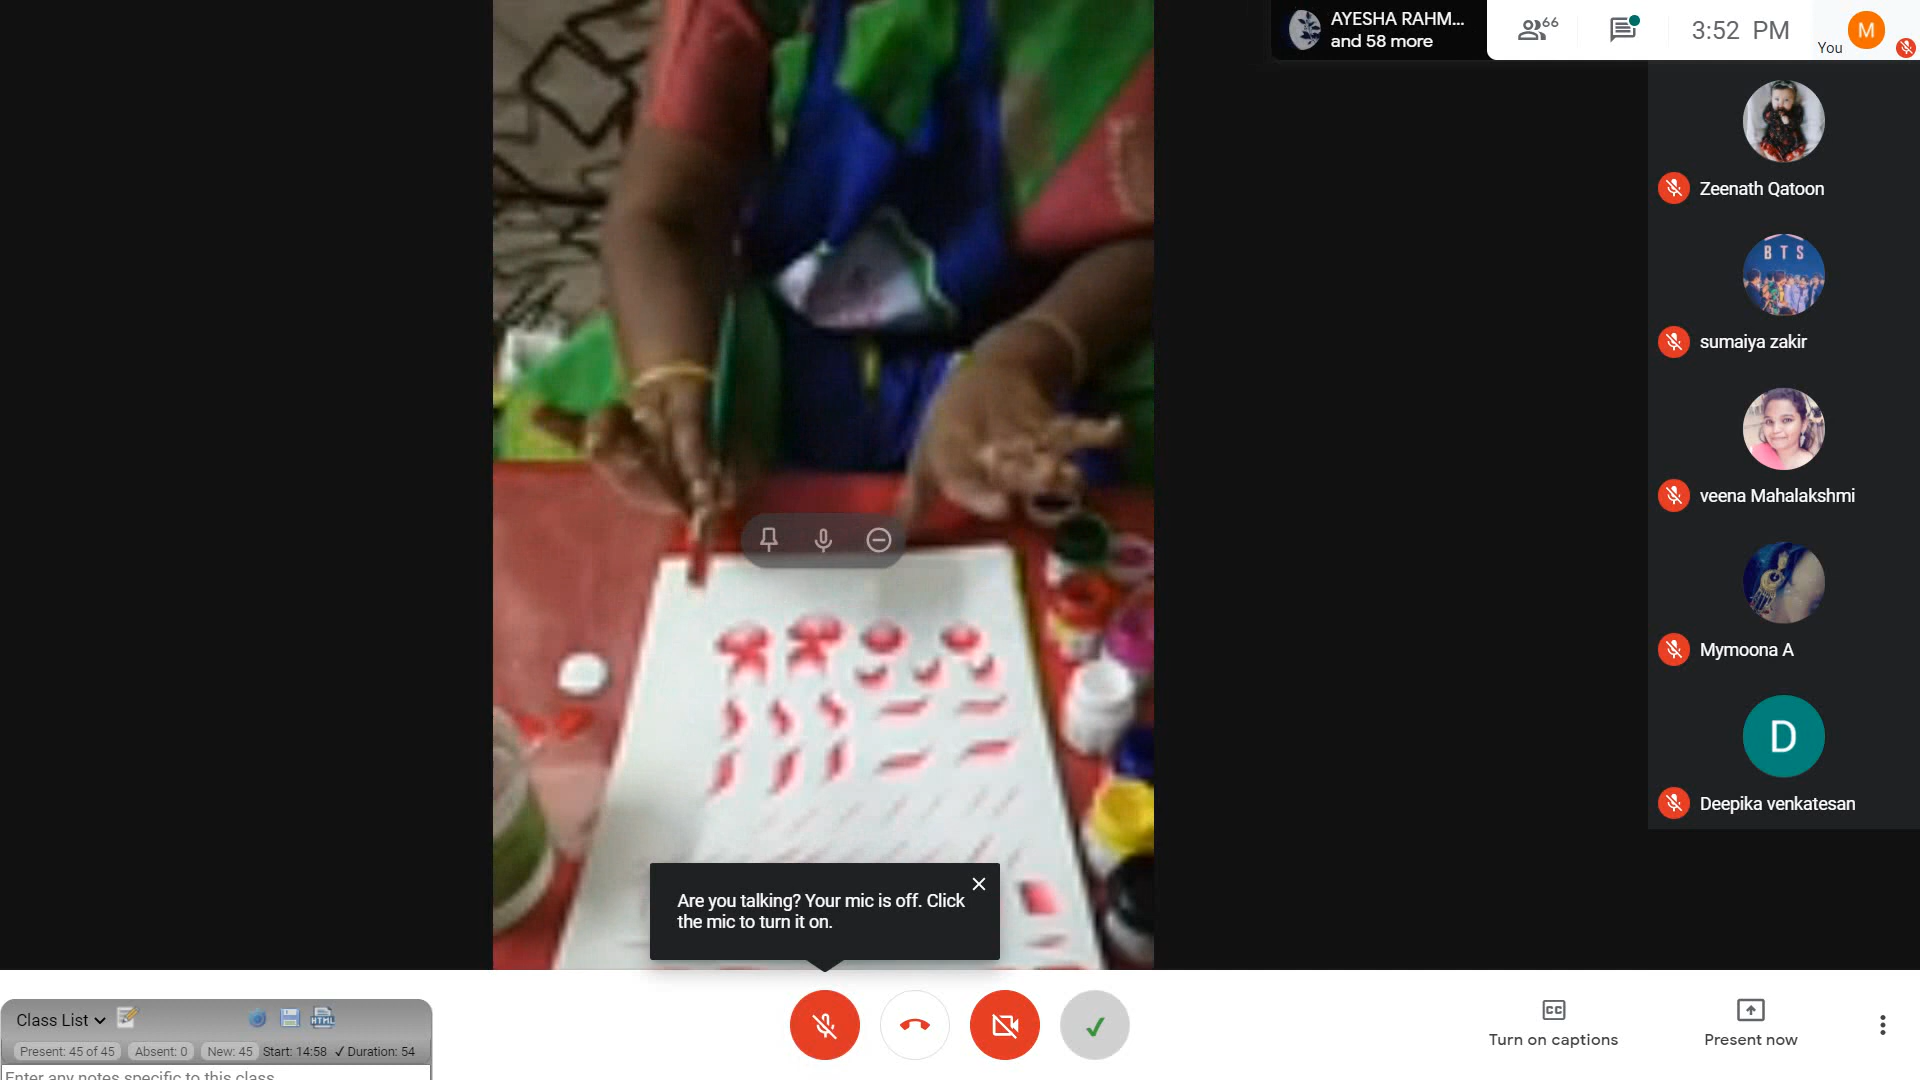 AYESHA RAHM...
and 58 more
66
3:52 PM
You
M
Zeenath Qatoon
BTS
sumaiya zakir
veena Mahalakshmi
Mymoona A
D
Deepika venkatesan
Are you talking? Your mic is off. Click
the mic to turn it on.
Class List
HTML
Present: 45 of 45 Absent: 0 New: 45 Start: 14:58 ✓ Duration: 54
Enter any notes specific to this class
CC
Turn on captions
Present now